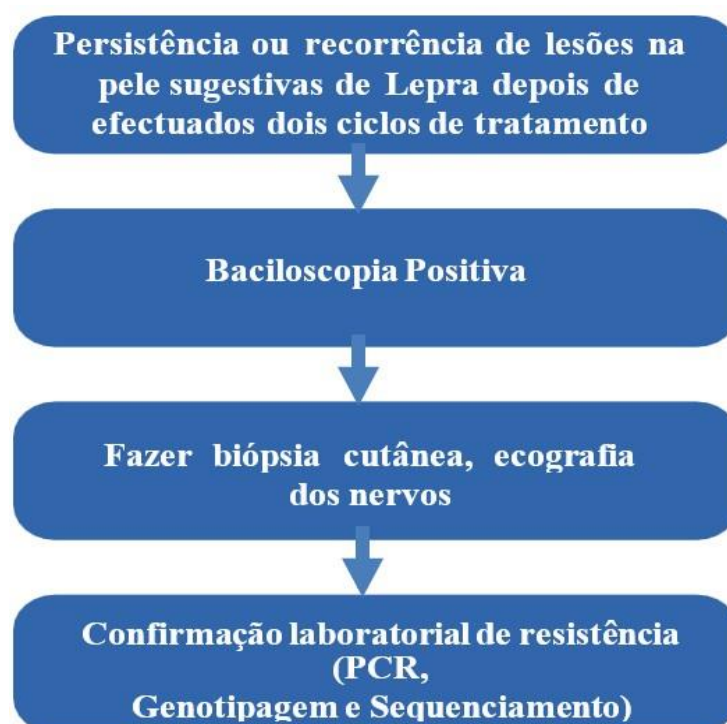 Persistência ou recorrência de lesões na
pele sugestivas de Lepra depois de
efectuados dois ciclos de tratamento
Baciloscopia Positiva
Fazer biópsia cutânea, ecografia
dos nervos
Confirmação laboratorial de resistência
(PCR,
Genotipagem e Sequenciamento)